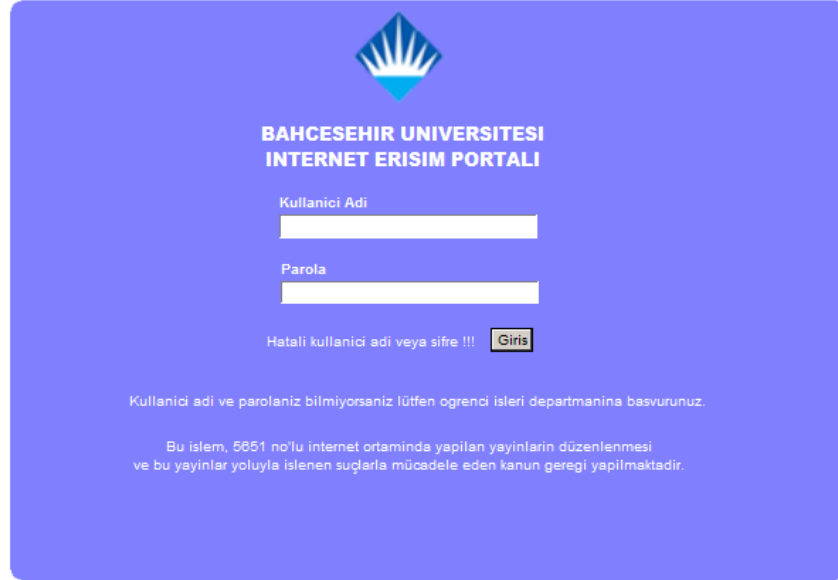 BAHCESEHIR UNIVERSITESI
INTERNET ERISIM PORTALI
Kullanici Adi
Parola
Hatali kullanici adi veya sifre !!! Giris
Kullanici adi ve parolaniz bilmiyorsaniz lütfen ogrenci isleri departmanina basvurunuz.
Bu islem, 5651 no'lu internet ortaminda yapilan yayinlarin düzenlenmesi
ve bu yayinlar yoluyla islenen suçlarla mücadele eden kanun geregi yapilmaktadir.